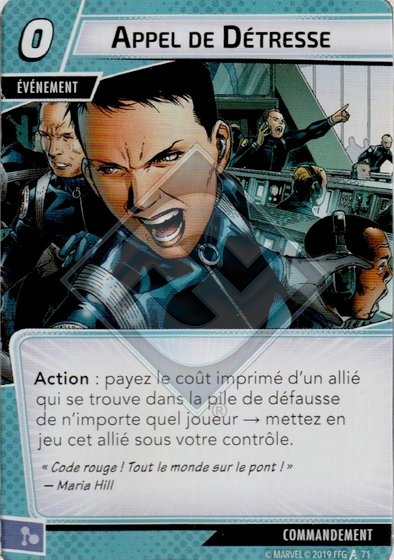 0
APPEL DE DÉTRESSE
ÉVÉNEMENT
Action : payez le coût imprimé d'un allié
qui se trouve dans la pile de défausse
de n'importe quel joueur → mettez en
jeu cet allié sous votre contrôle.
« Code rouge ! Tout le monde sur le pont ! »
— Maria Hill
COMMANDEMENT
© MARVEL © 2019 FFG 71